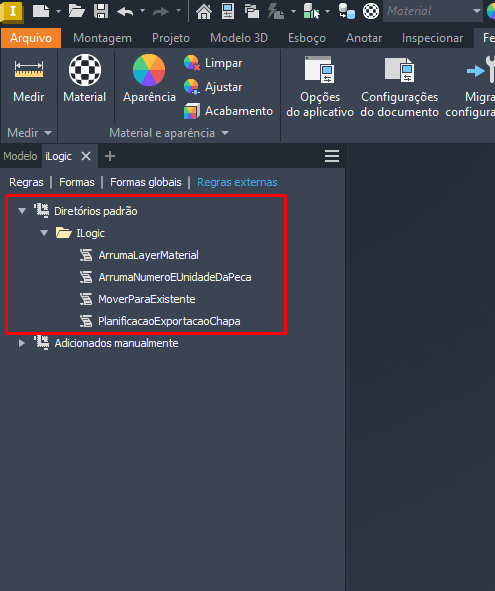 I
Material
Arquivo Montagem Projeto Modelo 3D Esboço Anotar Inspecionar Fe
Limpar
Ajustar
Acabamento
Medir
Material
Aparência
Opções
do aplicativo
Configurações
do documento
Migra
configura
Medir
Material e aparência
Modelo iLogic
Regras | Formas | Formas globais | Regras externas
Diretórios padrão
ILogic
ArrumaLayerMaterial
ArrumaNumeroEUnidadeDaPeca
MoverParaExistente
PlanificacaoExportacaoChapa
Adicionados manualmente